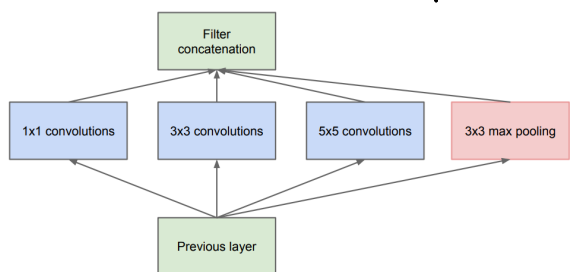 Filter
concatenation
1x1 convolutions
3x3 convolutions
5x5 convolutions
3x3 max pooling
Previous layer